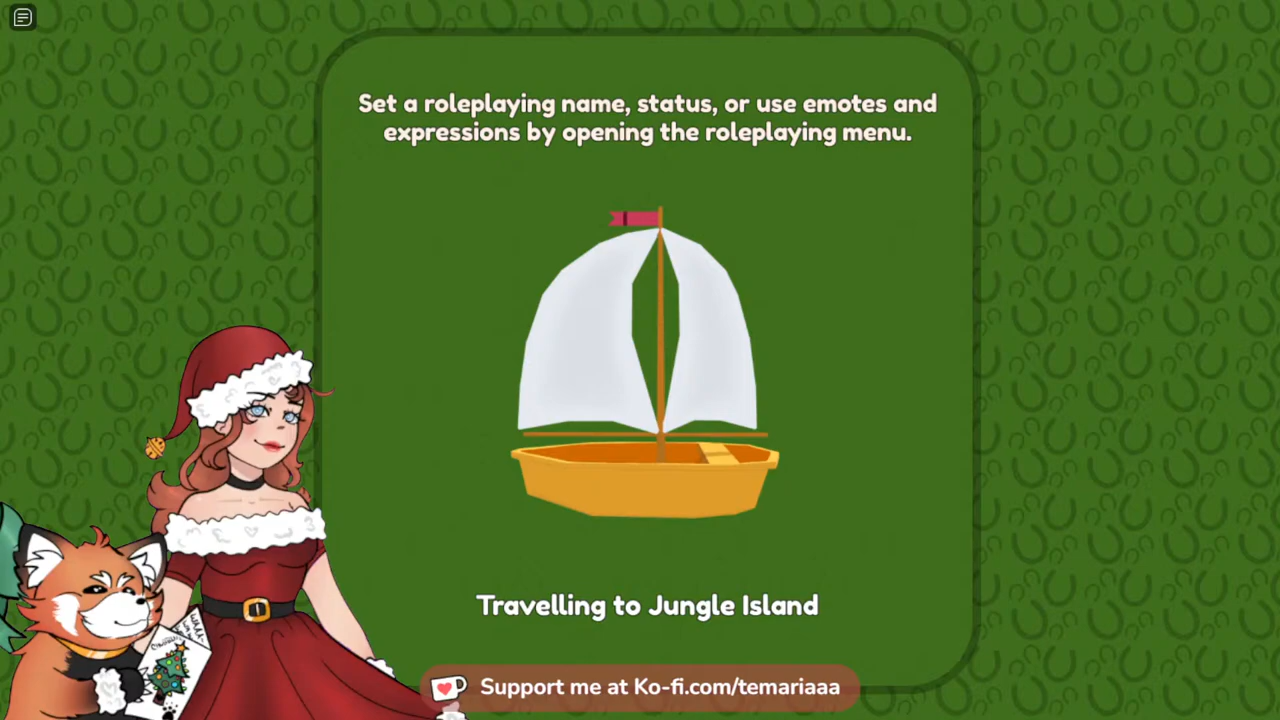 Set a roleplaying name, status, or use emotes and
expressions by opening the roleplaying menu.
Travelling to Jungle Island
Support me at Ko-fi.com/temariaaa